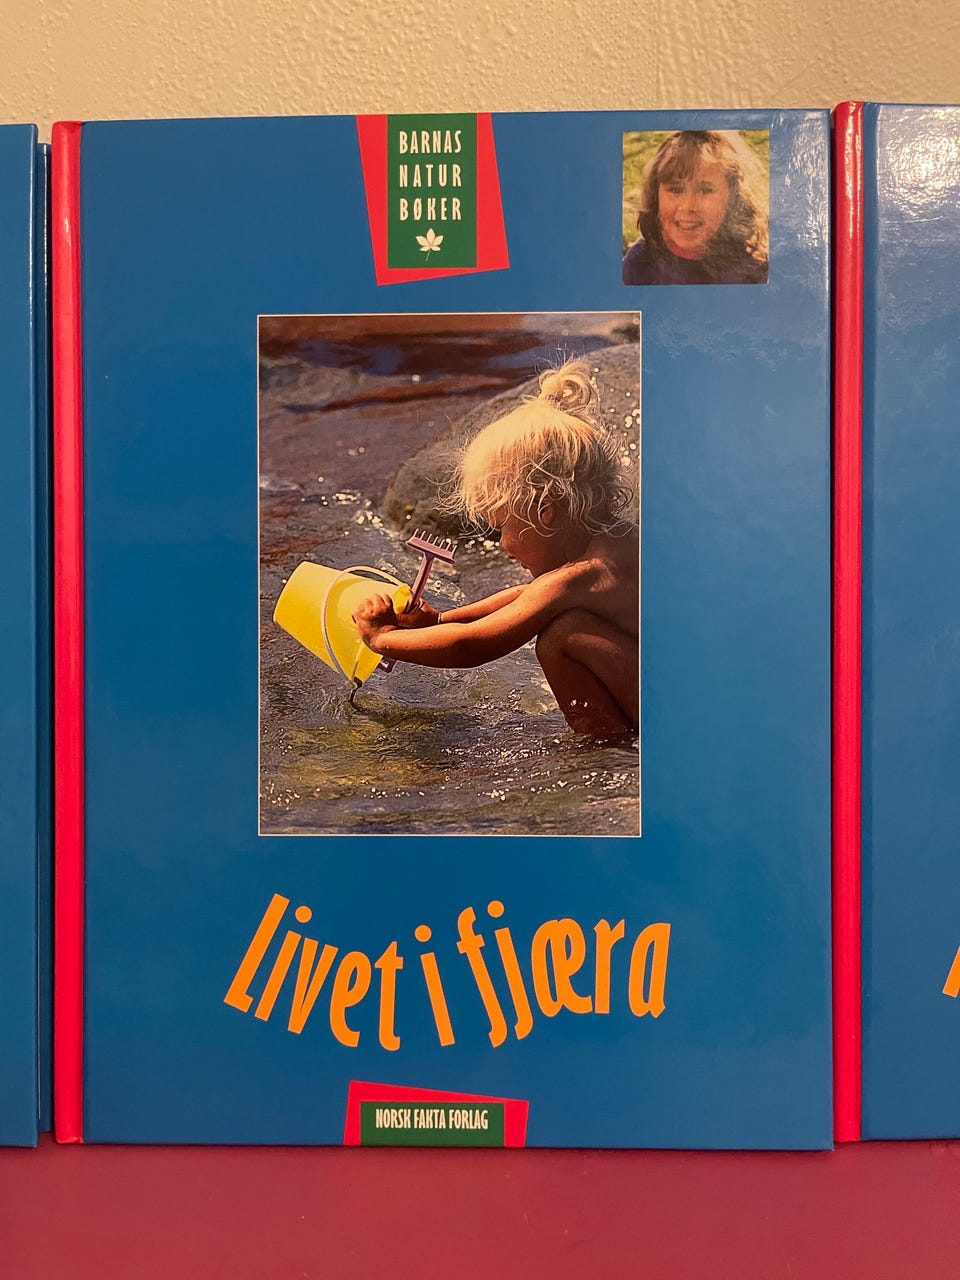 BARNAS
NATUR
BØKER
Livet i fjæra
NORSK FAKTA FORLAG